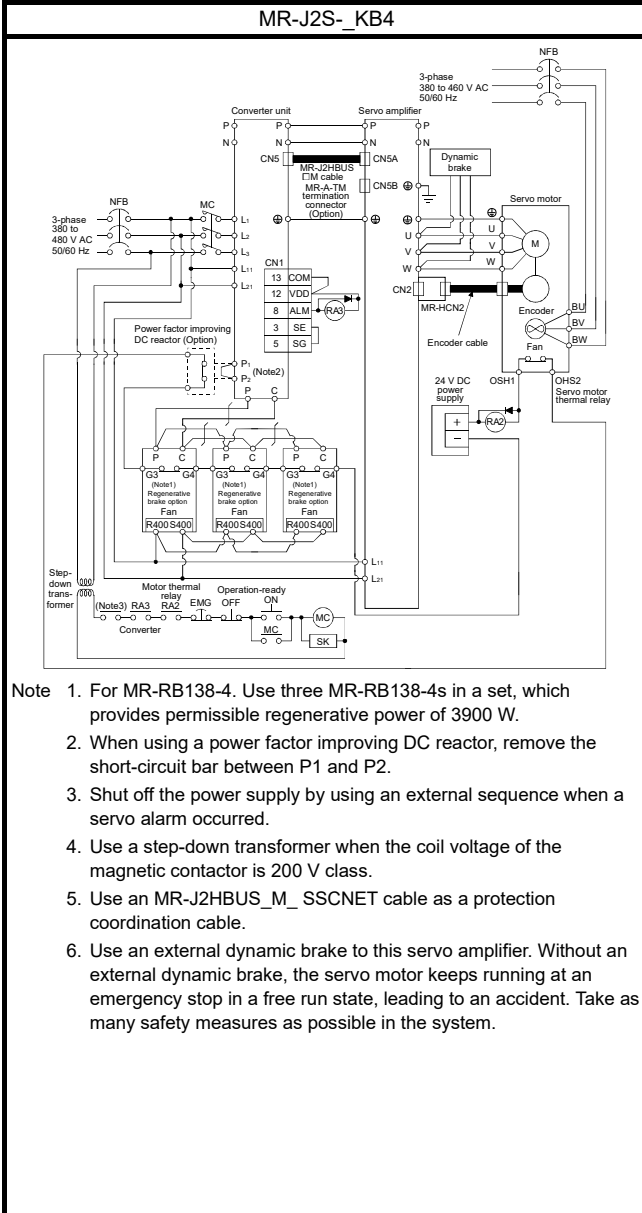 MR-J2S-_KB4
NFB
3-phase
380 to 460 V AC
50/60 Hz
Converter unit
Servo amplifier
P
P
P
P
N
N
N
N
CN5
CN5A
MR-J2HBUS
□M cable
MR-A-TM
termination
connector
(Option)
CN5B
Dynamic
brake
Servo motor
NFB
MC
3-phase
380 to
480 V AC
50/60 Hz
L1
L2
L3
L11
L21
U
V
W
U
V
W
M
CN1
13 COM
12 VDD
8 ALM
3 SE
5 SG
RA3
CN2
MR-HCN2
Encoder
Encoder cable
Fan
BU
BV
BW
Power factor improving
DC reactor (Option)
P1
P2
(Note2)
P
C
24 V DC
power
supply
+
−
RA2
OSH1
OHS2
Servo motor
thermal relay
P C P C P C
G3 G4 G3 G4 G3 G4
(Note1) (Note1) (Note1)
Regenerative Regenerative Regenerative
brake option brake option brake option
Fan Fan Fan
R400 S400 R400 S400 R400 S400
L11
L21
Step-
down
trans-
former
Motor thermal
relay
Operation-ready
(Note3) RA3 RA2 EMG OFF ON
MC
MC
SK
Converter
Note 1. For MR-RB138-4. Use three MR-RB138-4s in a set, which
provides permissible regenerative power of 3900 W.
2. When using a power factor improving DC reactor, remove the
short-circuit bar between P1 and P2.
3. Shut off the power supply by using an external sequence when a
servo alarm occurred.
4. Use a step-down transformer when the coil voltage of the
magnetic contactor is 200 V class.
5. Use an MR-J2HBUS_M_ SSCNET cable as a protection
coordination cable.
6. Use an external dynamic brake to this servo amplifier. Without an
external dynamic brake, the servo motor keeps running at an
emergency stop in a free run state, leading to an accident. Take as
many safety measures as possible in the system.